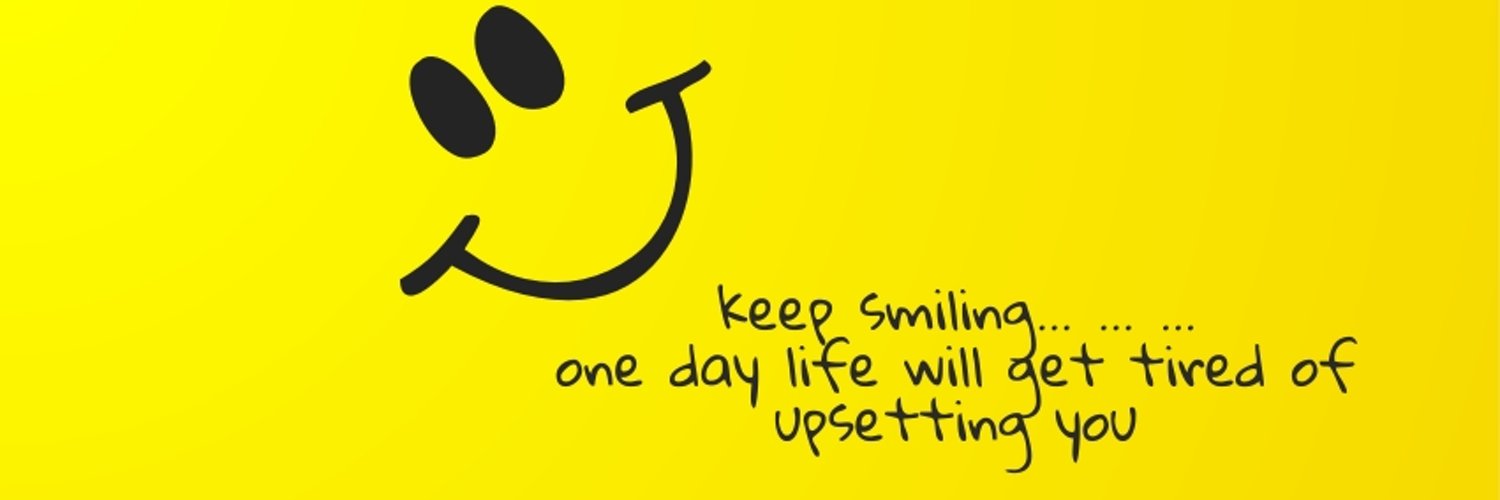 keep smiling... ... ...
one day life will get tired of
upsetting you